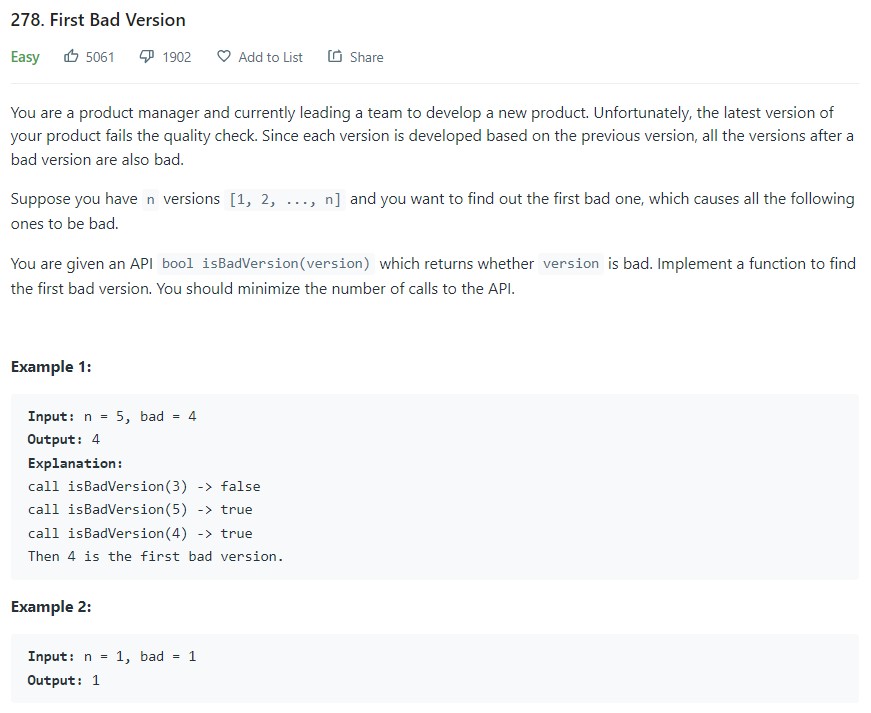 278. First Bad Version
Easy 5061 1902 Add to List Share
You are a product manager and currently leading a team to develop a new product. Unfortunately, the latest version of
your product fails the quality check. Since each version is developed based on the previous version, all the versions after a
bad version are also bad.
Suppose you have n versions [1, 2, ..., n] and you want to find out the first bad one, which causes all the following
ones to be bad.
You are given an API bool isBadVersion(version) which returns whether version is bad. Implement a function to find
the first bad version. You should minimize the number of calls to the API.
Example 1:
Input: n = 5, bad = 4
Output: 4
Explanation:
call isBadVersion(3) -> false
call isBadVersion(5) -> true
call isBadVersion(4) -> true
Then 4 is the first bad version.
Example 2:
Input: n = 1, bad = 1
Output: 1